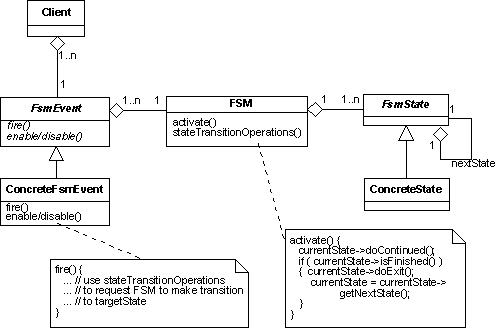 Client
1..n
1
FsmEvent
fire()
enable/disable()
1..n
1
FSM
activate()
stateTransitionOperations()
1
1..n
FsmState
1
1
nextState
ConcreteFsmEvent
fire()
enable/disable()
ConcreteState
fire() {
... // use stateTransitionOperations
... // to request FSM to make transition
... // to targetState
}
activate() {
currentState->doContinued();
if ( currentState->isFinished() )
{ currentState->doExit();
currentState = currentState->
getNextState();
}
}